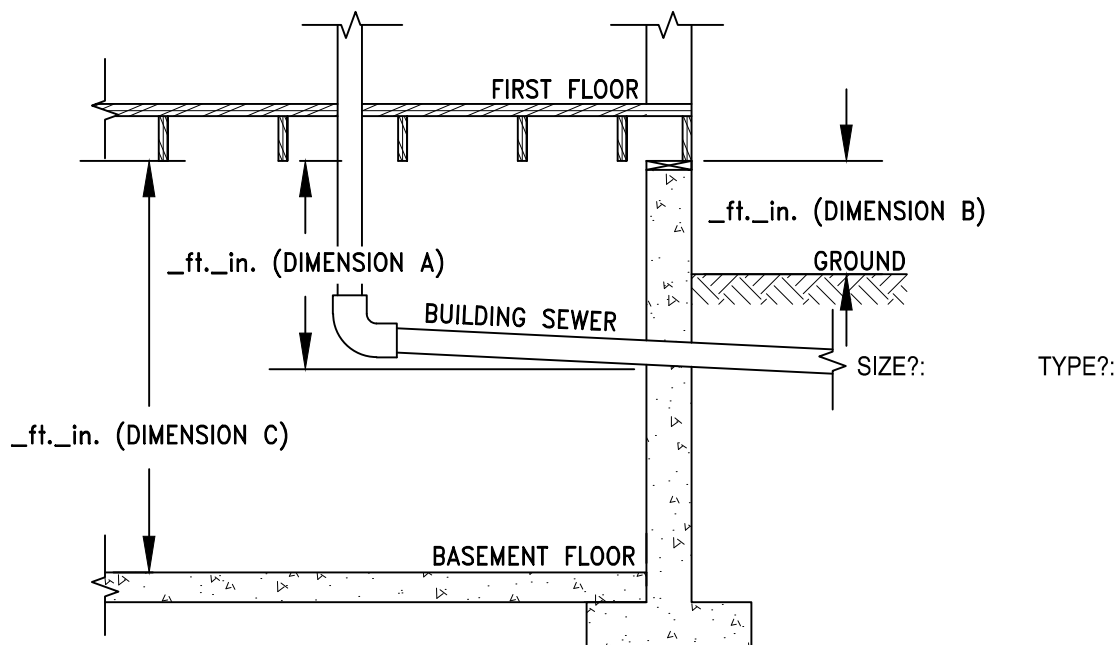 FIRST FLOOR
_ft._in. (DIMENSION B)
_ft._in. (DIMENSION A)
GROUND
BUILDING SEWER
SIZE?: TYPE?:
_ft._in. (DIMENSION C)
BASEMENT FLOOR